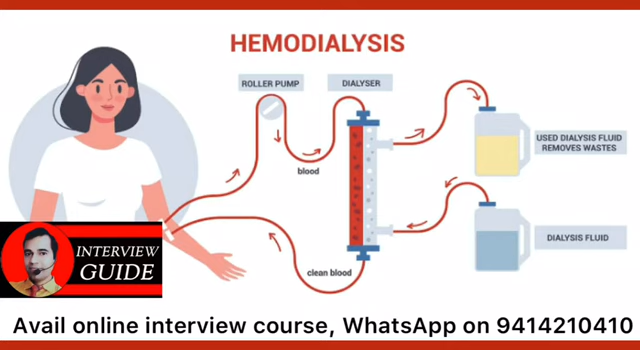 HEMODIALYSIS
ROLLER PUMP
DIALYSER
blood
USED DIALYSIS FLUID
REMOVES WASTES
DIALYSIS FLUID
clean blood
INTERVIEW
GUIDE
Avail online interview course, WhatsApp on 9414210410